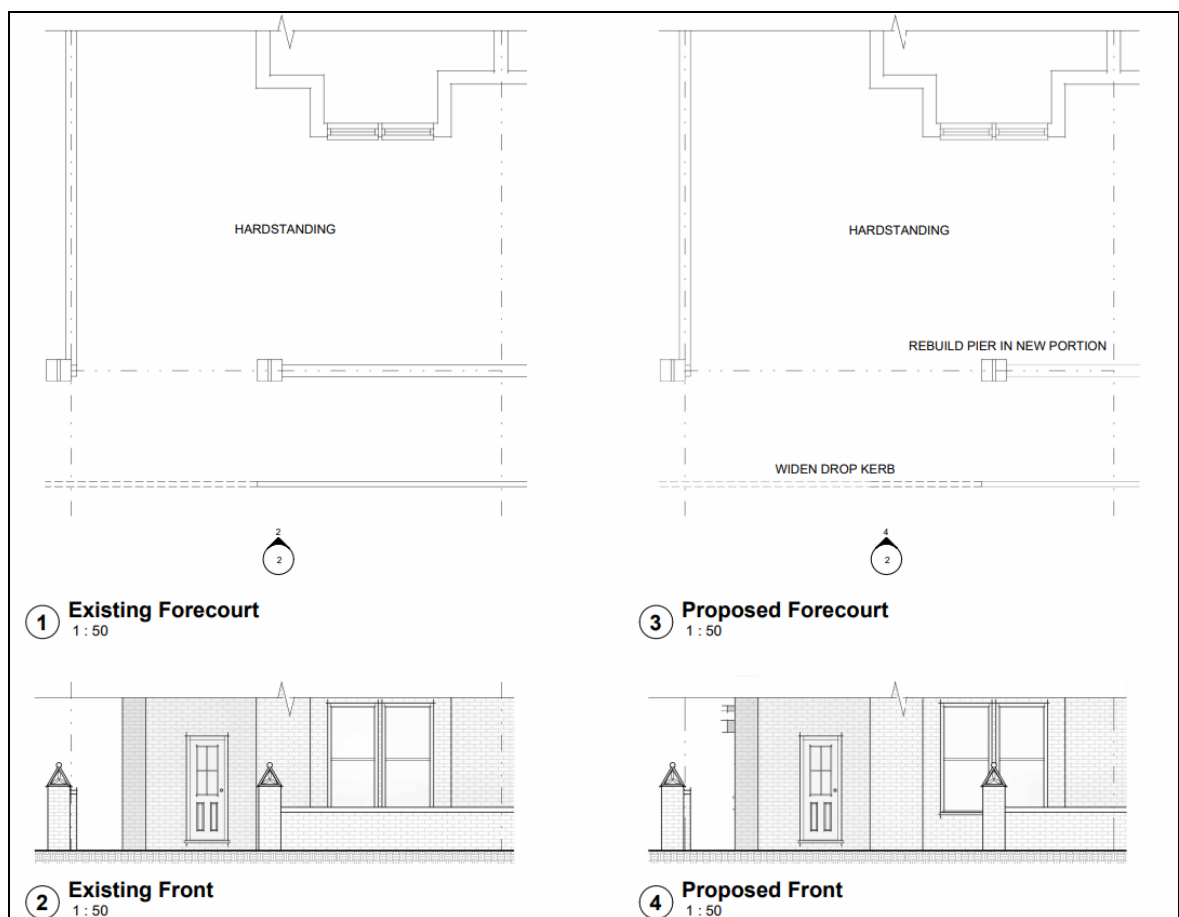 HARDSTANDING
2
2
1
Existing Forecourt
1 : 50
HARDSTANDING
REBUILD PIER IN NEW PORTION
WIDEN DROP KERB
4
2
3
Proposed Forecourt
1 : 50
2
Existing Front
1 : 50
4
Proposed Front
1 : 50